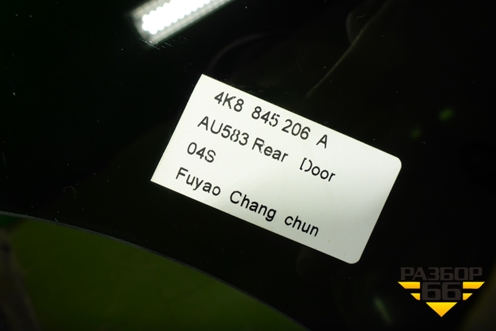 4K8 845 206 A
AU583 Rear Door
04S
Fuyao Chang chun
РАЗБОР
66